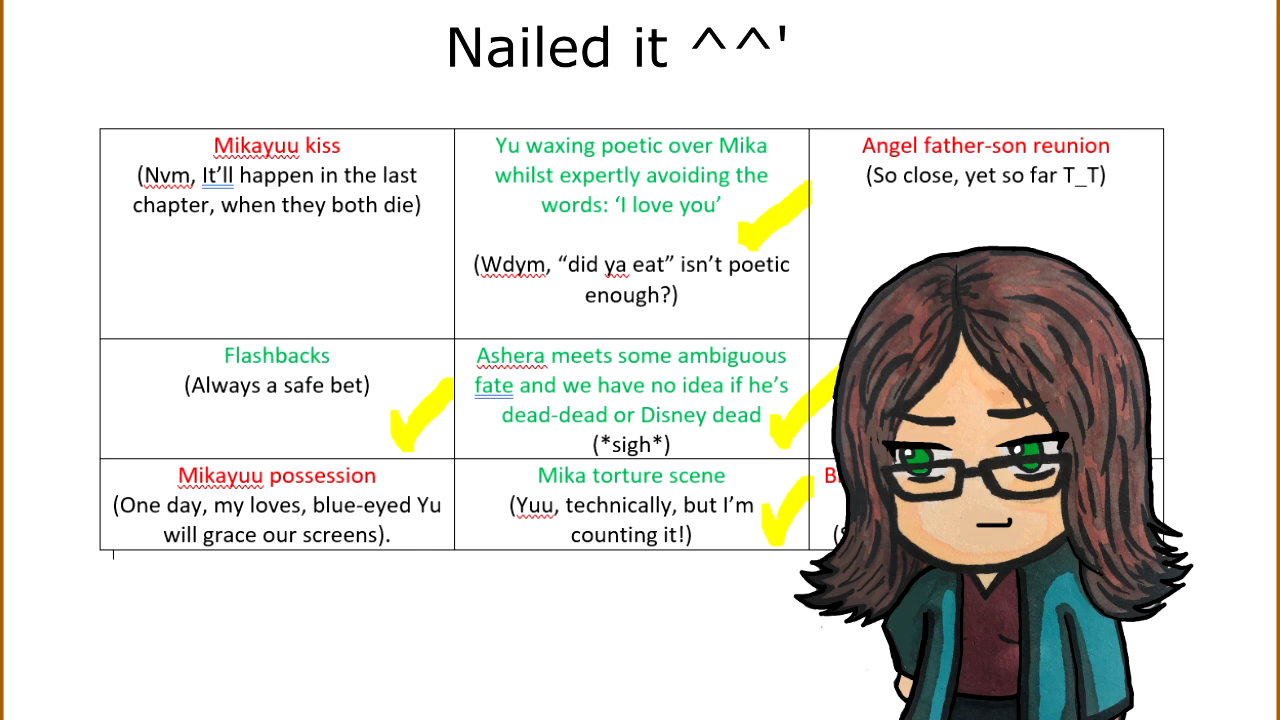 Nailed it ^^'
Mikayuu kiss
(Nvm, It’ll happen in the last
chapter, when they both die)
Yu waxing poetic over Mika
whilst expertly avoiding the
words: ‘I love you’
(Wdym, “did ya eat” isn’t poetic
enough?)
Angel father-son reunion
(So close, yet so far T_T)
Flashbacks
(Always a safe bet)
Ashera meets some ambiguous
fate and we have no idea if he’s
dead-dead or Disney dead
(*sigh*)
Mikayuu possession
(One day, my loves, blue-eyed Yu
will grace our screens).
Mika torture scene
(Yuu, technically, but I’m
counting it!)